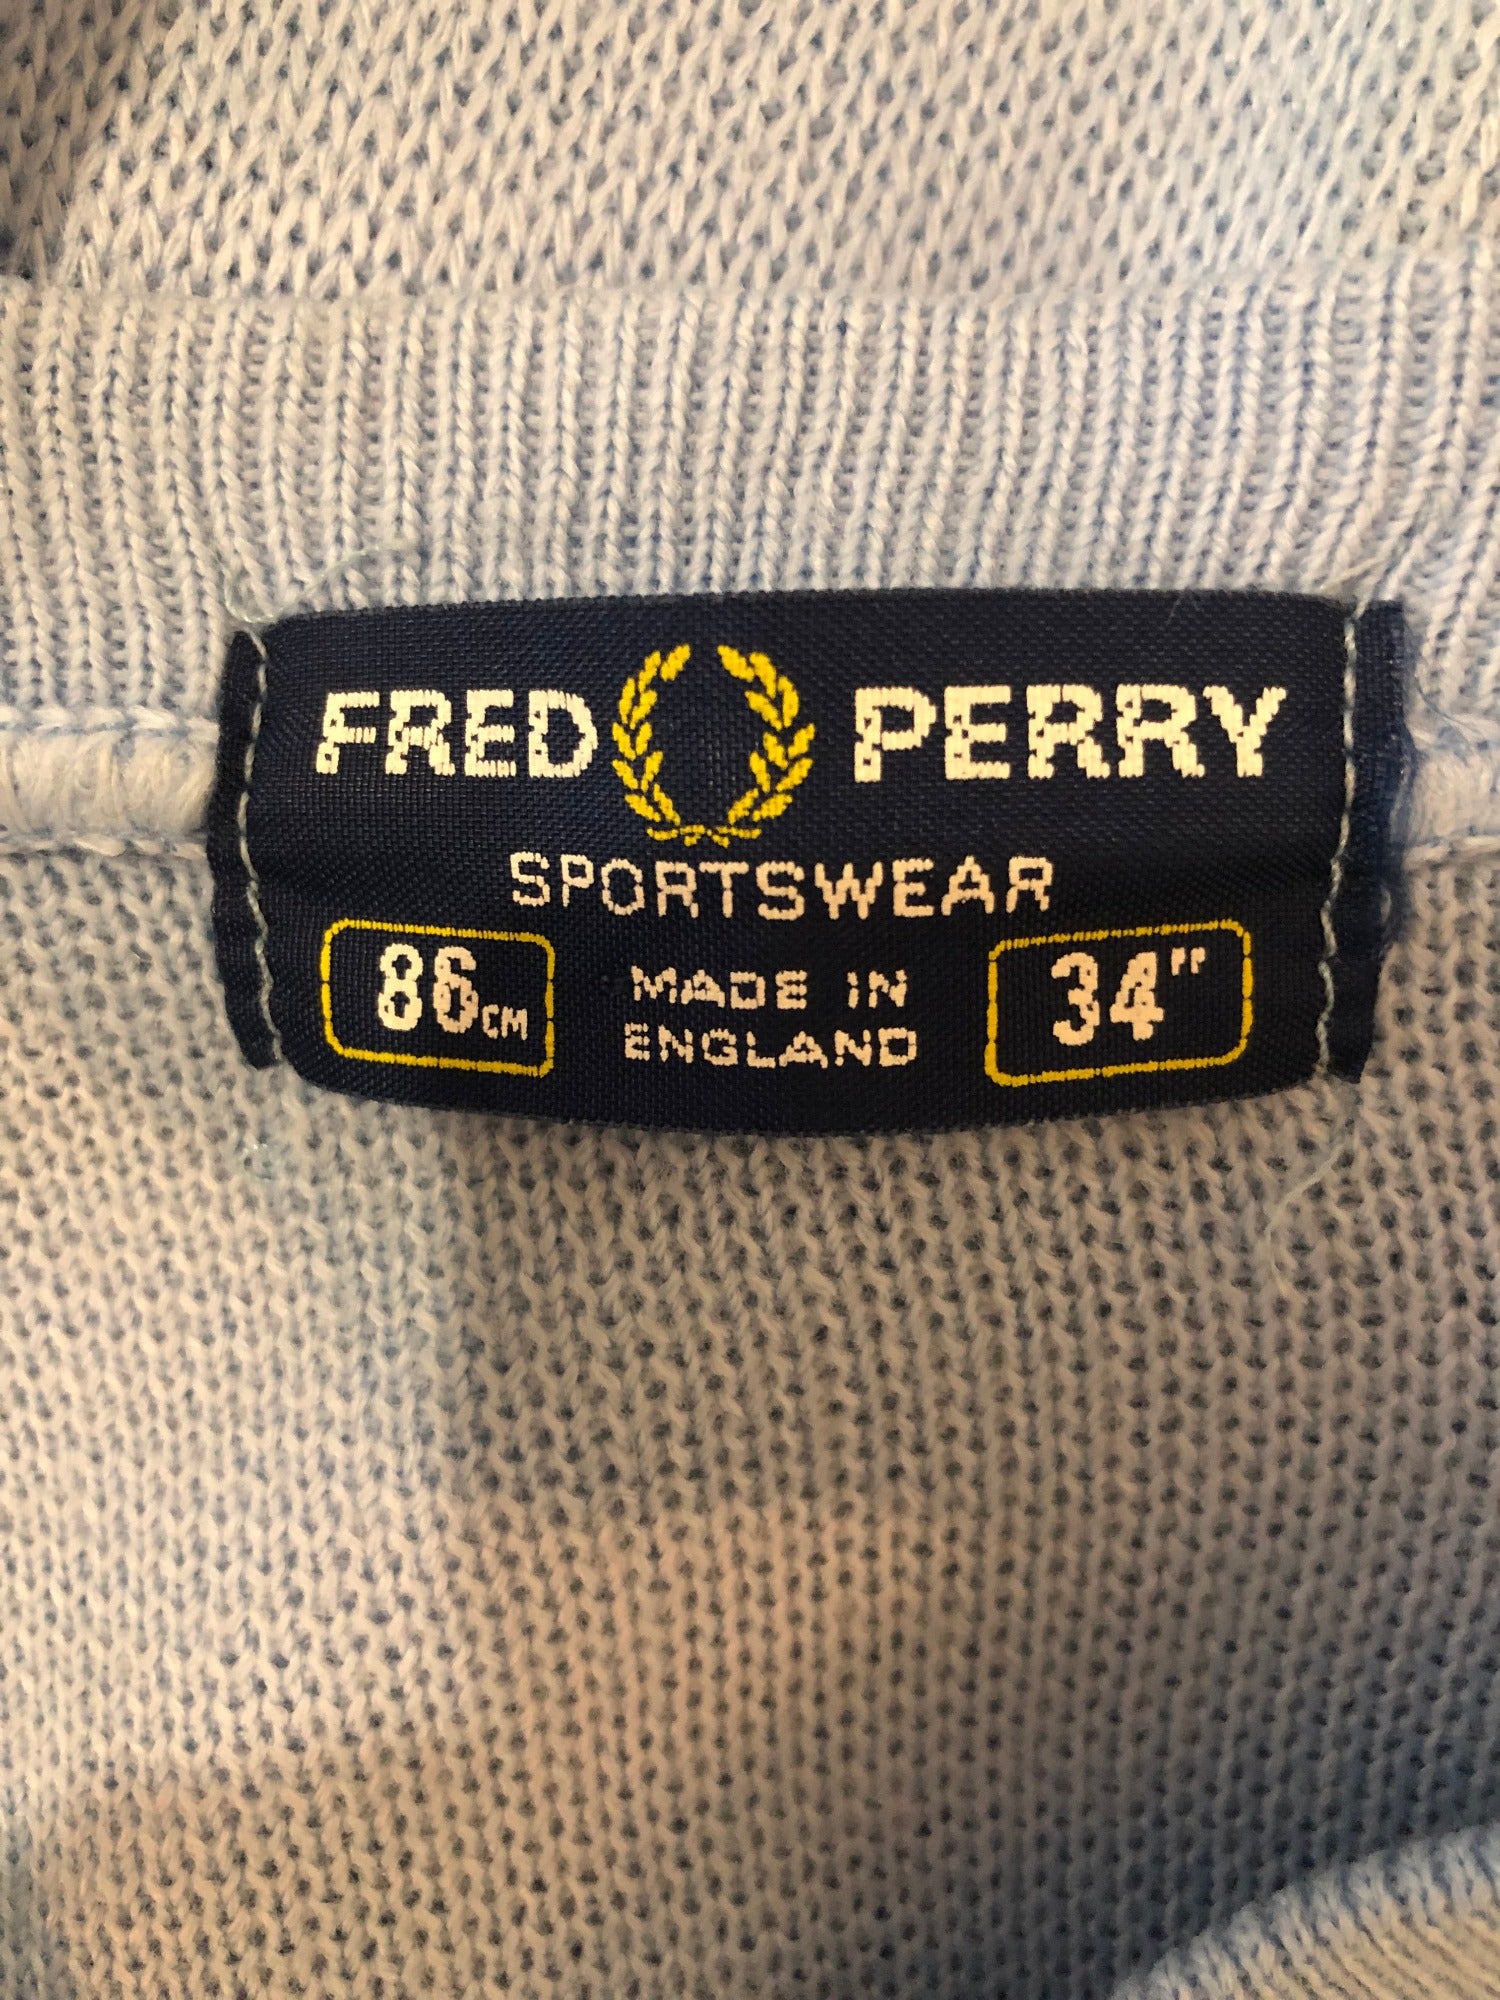 FRED PERRY
SPORTSWEAR
86CM MADE IN 34"
ENGLAND